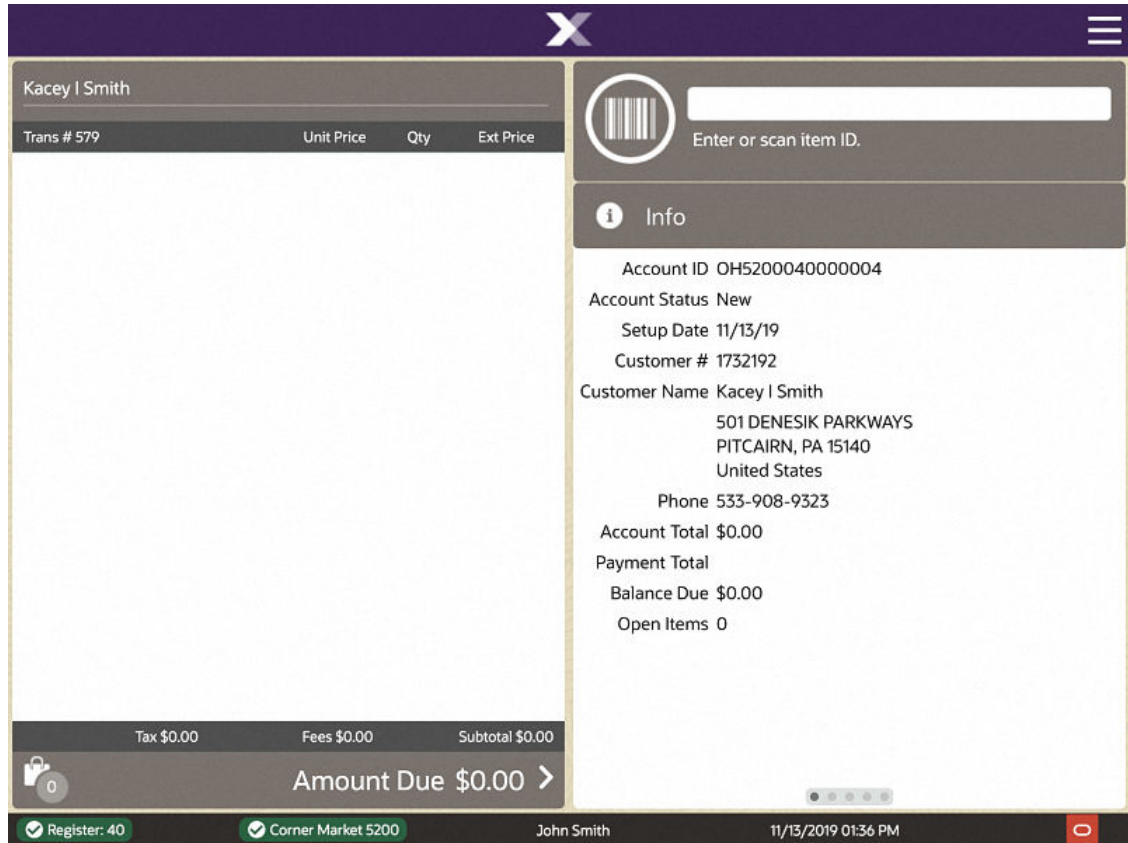 Kacey I Smith
Trans # 579 Unit Price Qty Ext Price
Tax $0.00 Fees $0.00 Subtotal $0.00
0 Amount Due $0.00
Enter or scan item ID.
Info
Account ID OH5200040000004
Account Status New
Setup Date 11/13/19
Customer # 1732192
Customer Name Kacey I Smith
501 DENESIK PARKWAYS
PITCAIRN, PA 15140
United States
Phone 533-908-9323
Account Total $0.00
Payment Total
Balance Due $0.00
Open Items 0
Register: 40 Corner Market 5200 John Smith 11/13/2019 01:36 PM